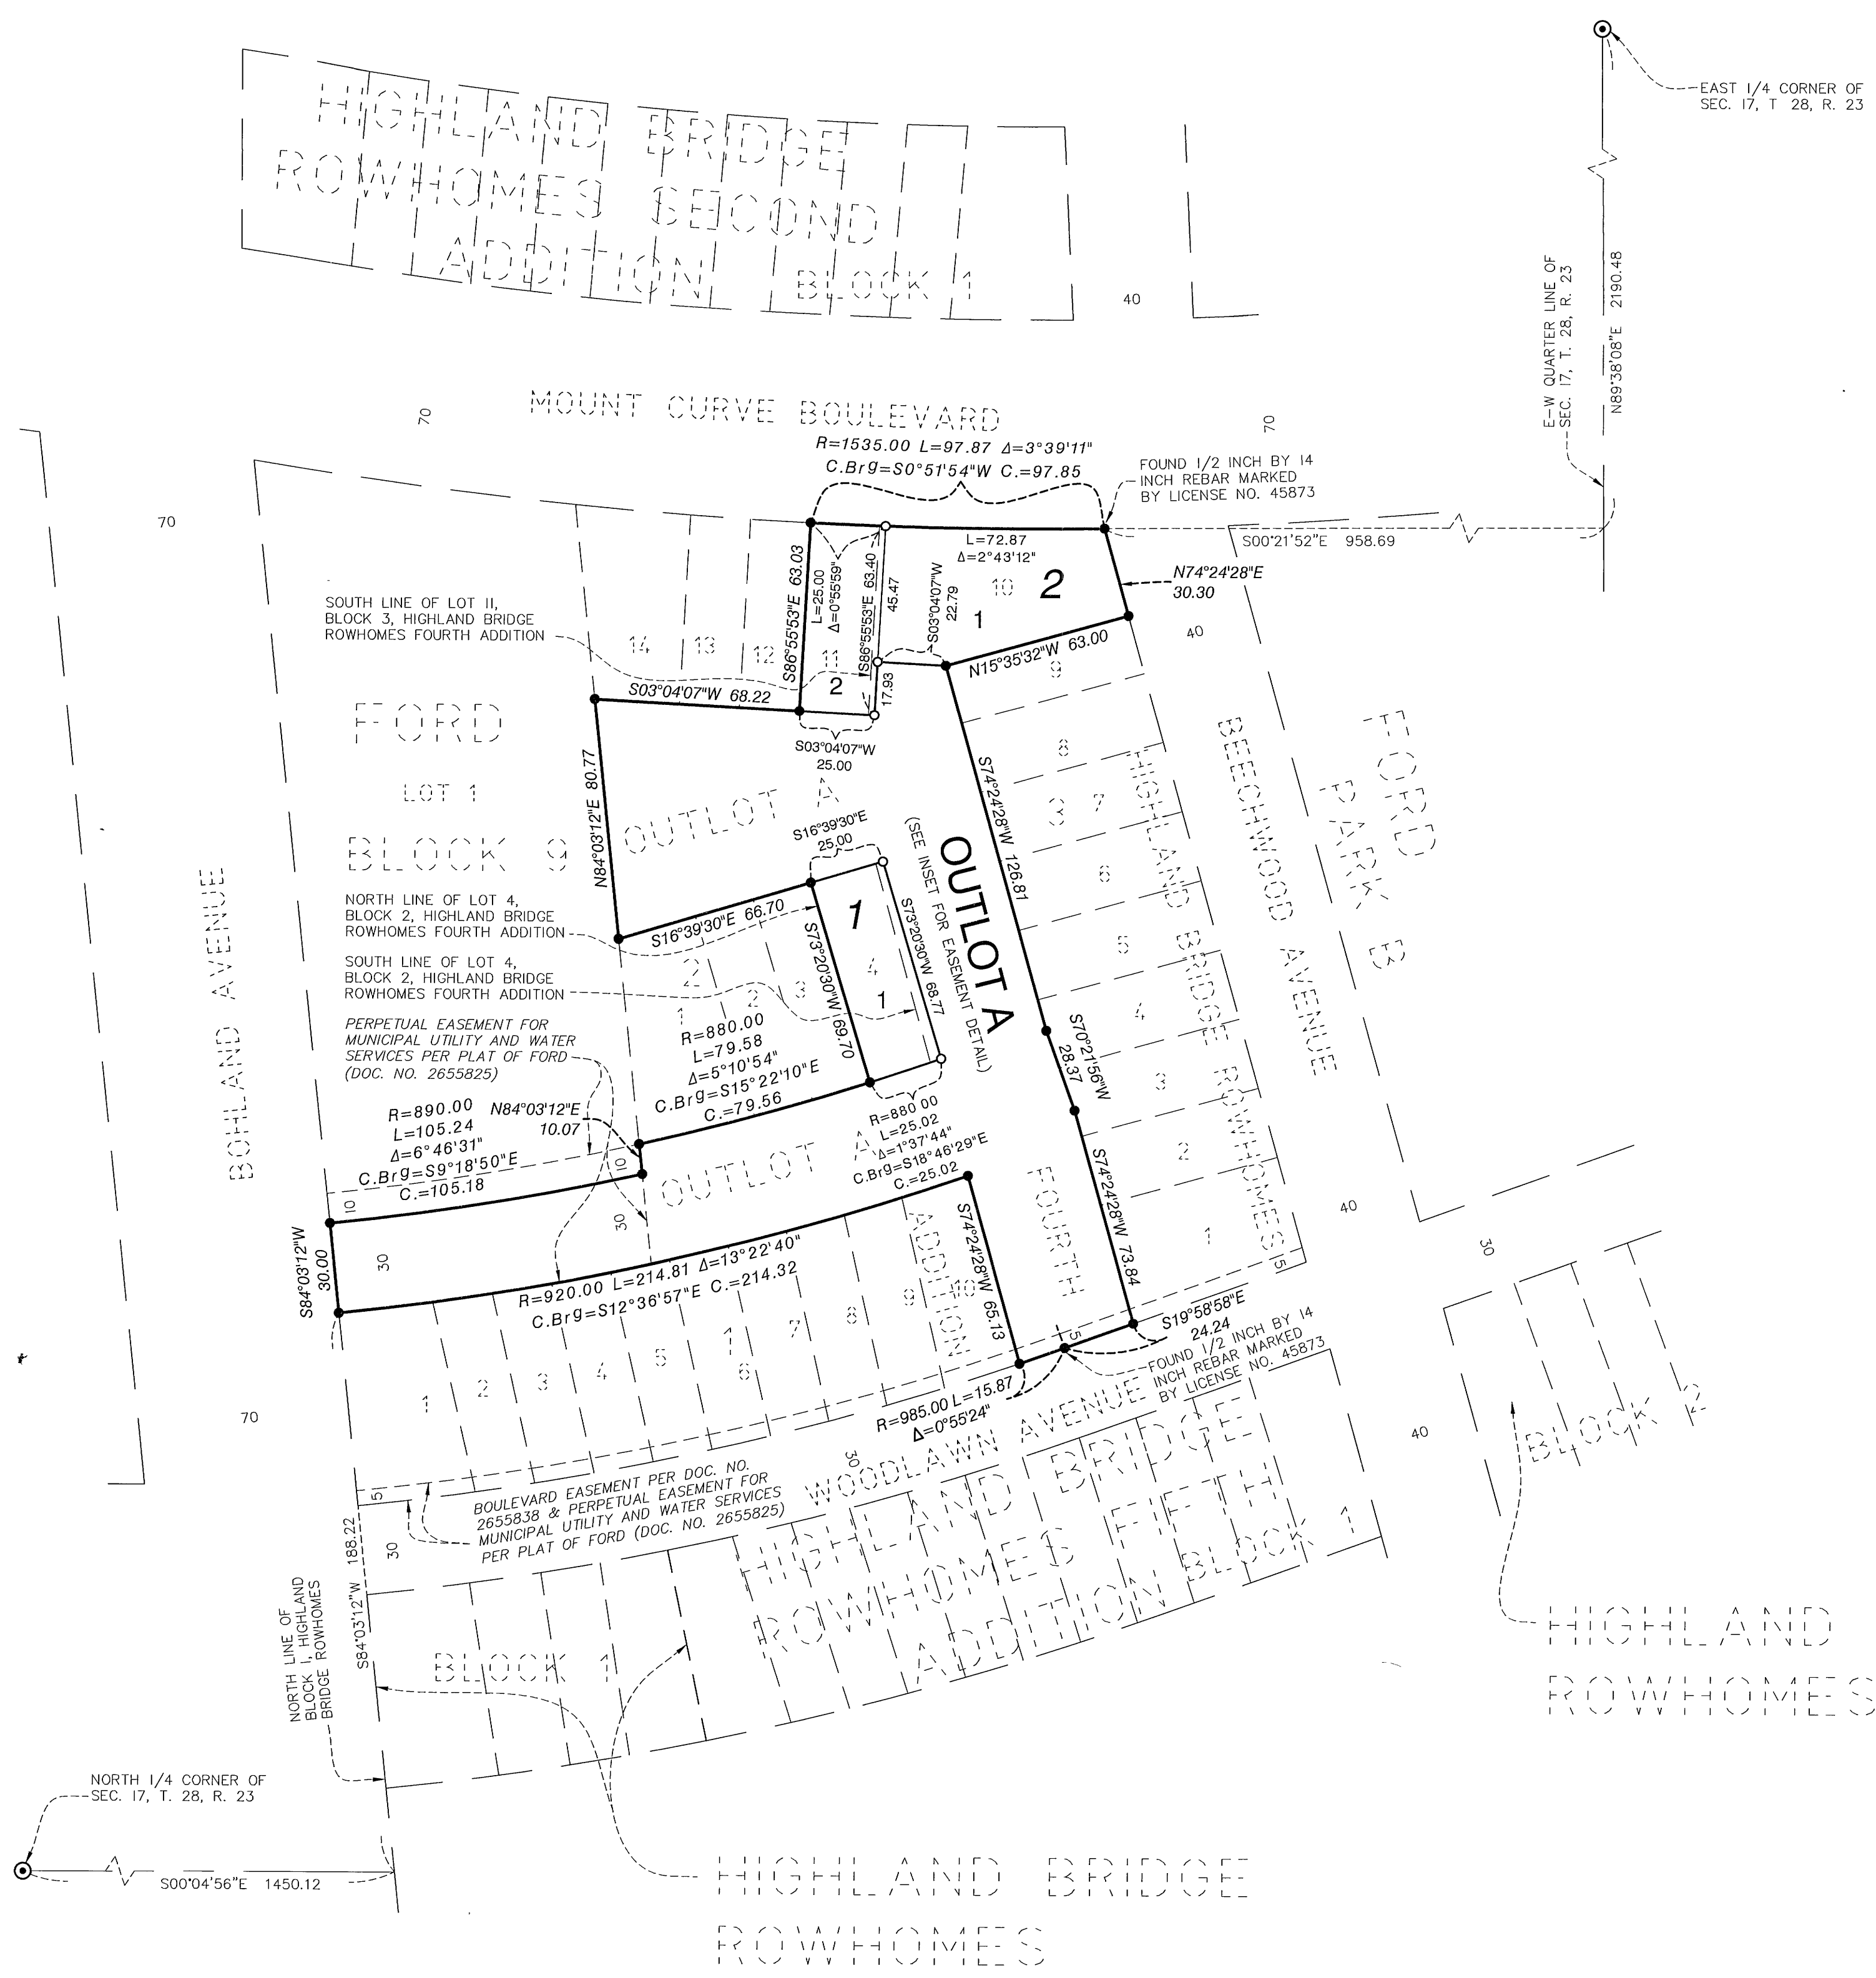 EAST 1/4 CORNER OF
SEC. 17, T 28, R. 23
HIGHLAND BRIDGE
ROWHOMES SECOND
ADDITION BLOCK 1
40
E-W QUARTER LINE OF
SEC. 17, T. 28, R. 23
N89°38'08"E 2190.48
MOUNT CURVE BOULEVARD
70
70
70
R=1535.00 L=97.87 Δ=3°39'11"
C.Brg=S0°51'54"W C.=97.85
FOUND 1/2 INCH BY 14
INCH REBAR MARKED
BY LICENSE NO. 45873
S00°21'52"E 958.69
L=72.87
Δ=2°43'12"
N74°24'28"E
30.30
S86°55'53"E 63.03
L=25.00
Δ=0°55'59"
S86°55'53"E 63.40
45.47
S03°04'07"W
22.79
10
2
1
SOUTH LINE OF LOT 11,
BLOCK 3, HIGHLAND BRIDGE
ROWHOMES FOURTH ADDITION
14
13
12
11
2
17.93
N15°35'32"W 63.00
40
9
S03°04'07"W 68.22
S03°04'07"W
25.00
FORD
LOT 1
BLOCK 9
N84°03'12"E 80.77
OUTLOT A
S16°39'30"E
25.00
(SEE INSET FOR EASEMENT DETAIL)
OUTLOT A
S74°24'28"W 126.81
8
3
7
6
5
4
3
2
1
HIGHLAND BRIDGE ROWHOMES
BEECHWOOD AVENUE
FORD
PARK B
NORTH LINE OF LOT 4,
BLOCK 2, HIGHLAND BRIDGE
ROWHOMES FOURTH ADDITION
S16°39'30"E 66.70
1
S73°20'30"W 69.70
S73°20'30"W 68.77
4
1
2
1
2
3
SOUTH LINE OF LOT 4,
BLOCK 2, HIGHLAND BRIDGE
ROWHOMES FOURTH ADDITION
BOHLAND AVENUE
PERPETUAL EASEMENT FOR
MUNICIPAL UTILITY AND WATER
SERVICES PER PLAT OF FORD
(DOC. NO. 2655825)
R=880.00
L=79.58
Δ=5°10'54"
C.Brg=S15°22'10"E
C.=79.56
S70°21'56"W
28.37
R=890.00
L=105.24
Δ=6°46'31"
C.Brg=S9°18'50"E
C.=105.18
N84°03'12"E
10.07
R=880 00
L=25.02
Δ=1°37'44"
C.Brg=S18°46'29"E
C.=25.02
10
10
30
30
OUTLOT A
FOURTH
ADDITION
S84°03'12"W
30.00
R=920.00 L=214.81 Δ=13°22'40"
C.Brg=S12°36'57"E C.=214.32
S74°24'28"W 65.13
S74°24'28"W 73.84
40
30
5
1
2
3
4
5
1
6
7
8
9
10
S19°58'58"E
24.24
5
FOUND 1/2 INCH BY 14
INCH REBAR MARKED
BY LICENSE NO. 45873
R=985.00 L=15.87
Δ=0°55'24"
70
WOODLAWN AVENUE
30
40
BLOCK 2
BOULEVARD EASEMENT PER DOC. NO.
2655838 & PERPETUAL EASEMENT FOR
MUNICIPAL UTILITY AND WATER SERVICES
PER PLAT OF FORD (DOC. NO. 2655825)
5
30
S84°03'12"W 188.22
HIGHLAND BRIDGE
ROWHOMES FIFTH
ADDITION BLOCK 1
NORTH LINE OF
BLOCK 1, HIGHLAND
BRIDGE ROWHOMES
BLOCK 1
HIGHLAND
ROWHOMES
NORTH 1/4 CORNER OF
SEC. 17, T. 28, R. 23
S00°04'56"E 1450.12
HIGHLAND BRIDGE
ROWHOMES